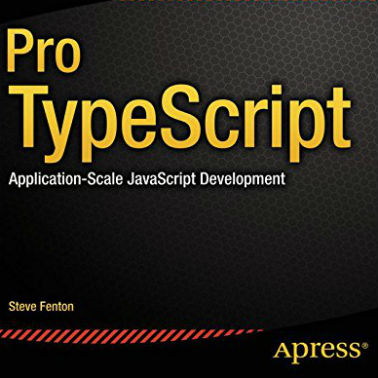 Pro
TypeScript
Application-Scale JavaScript Development
Steve Fenton
Apress®